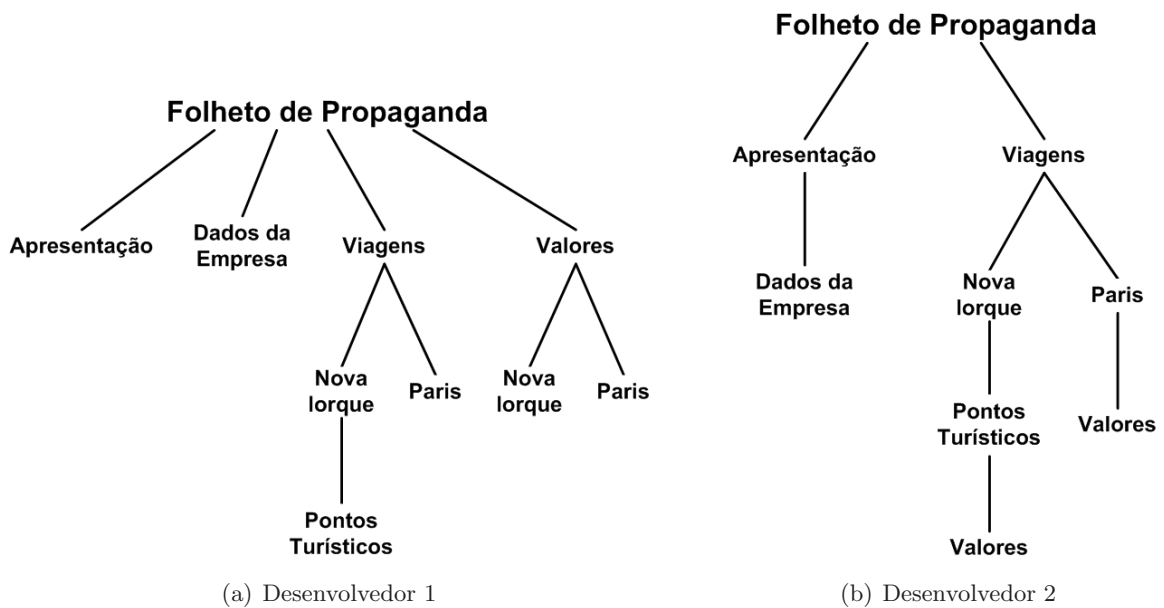 Folheto de Propaganda
Apresentação
Dados da
Empresa
Viagens
Valores
Nova
Iorque
Paris
Nova
Iorque
Paris
Pontos
Turísticos
(a) Desenvolvedor 1
Folheto de Propaganda
Apresentação
Viagens
Dados da
Empresa
Nova
Iorque
Paris
Pontos
Turísticos
Valores
Valores
(b) Desenvolvedor 2